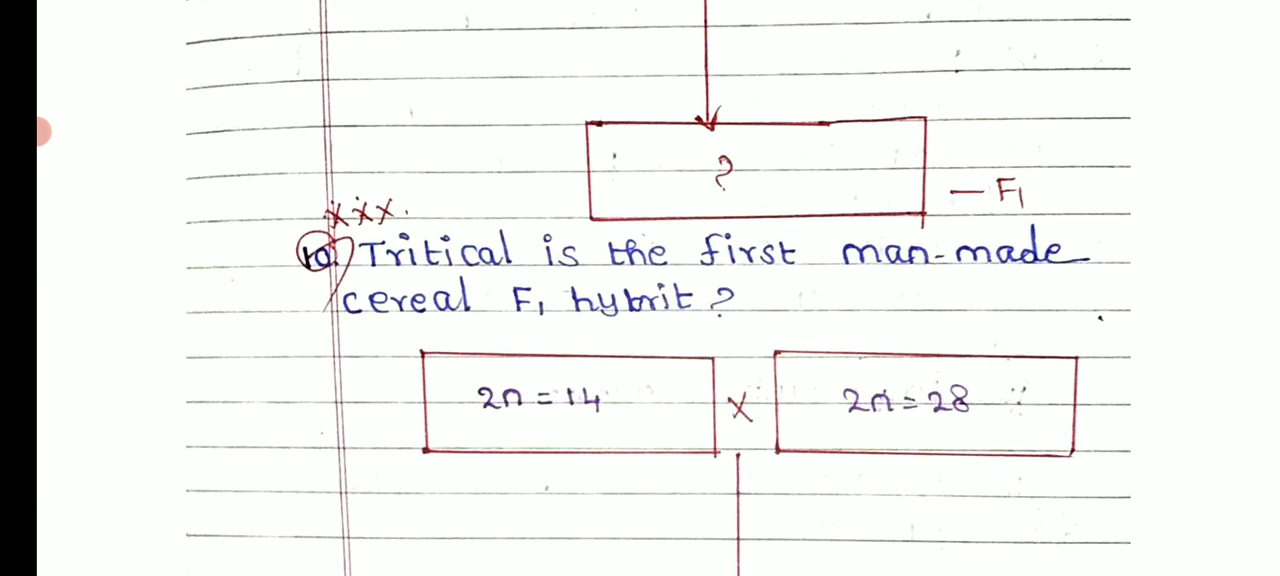 ?
— F1
xxx.
10) Tritical is the first man-made
cereal F1 hybrit ?
2n = 14 X 2n = 28